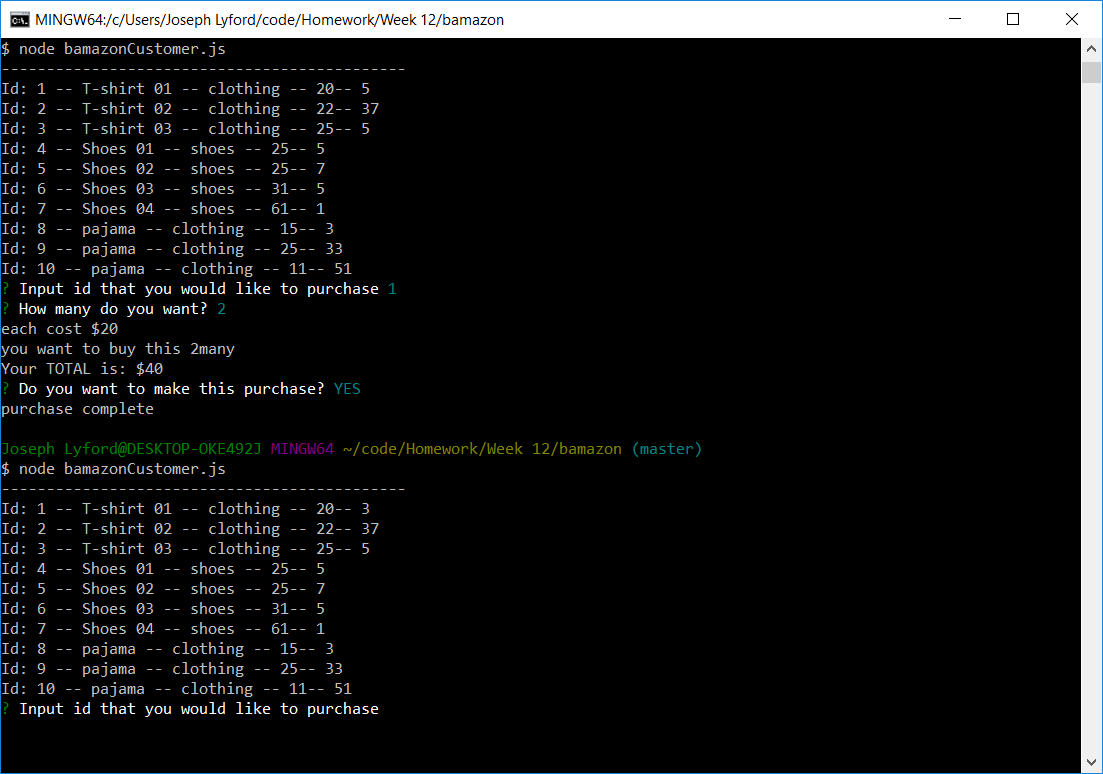 MINGW64:/c/Users/Joseph Lyford/code/Homework/Week 12/bamazon
$ node bamazonCustomer.js
---------------------------------------------
Id: 1 -- T-shirt 01 -- clothing -- 20-- 5
Id: 2 -- T-shirt 02 -- clothing -- 22-- 37
Id: 3 -- T-shirt 03 -- clothing -- 25-- 5
Id: 4 -- Shoes 01 -- shoes -- 25-- 5
Id: 5 -- Shoes 02 -- shoes -- 25-- 7
Id: 6 -- Shoes 03 -- shoes -- 31-- 5
Id: 7 -- Shoes 04 -- shoes -- 61-- 1
Id: 8 -- pajama -- clothing -- 15-- 3
Id: 9 -- pajama -- clothing -- 25-- 33
Id: 10 -- pajama -- clothing -- 11-- 51
? Input id that you would like to purchase 1
? How many do you want? 2
each cost $20
you want to buy this 2many
Your TOTAL is: $40
? Do you want to make this purchase? YES
purchase complete
Joseph Lyford@DESKTOP-OKE492J MINGW64 ~/code/Homework/Week 12/bamazon (master)
$ node bamazonCustomer.js
---------------------------------------------
Id: 1 -- T-shirt 01 -- clothing -- 20-- 3
Id: 2 -- T-shirt 02 -- clothing -- 22-- 37
Id: 3 -- T-shirt 03 -- clothing -- 25-- 5
Id: 4 -- Shoes 01 -- shoes -- 25-- 5
Id: 5 -- Shoes 02 -- shoes -- 25-- 7
Id: 6 -- Shoes 03 -- shoes -- 31-- 5
Id: 7 -- Shoes 04 -- shoes -- 61-- 1
Id: 8 -- pajama -- clothing -- 15-- 3
Id: 9 -- pajama -- clothing -- 25-- 33
Id: 10 -- pajama -- clothing -- 11-- 51
? Input id that you would like to purchase